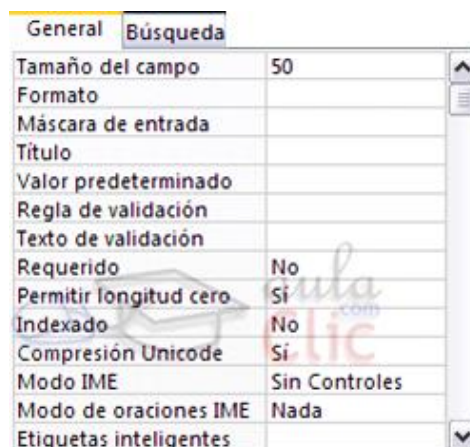 General Búsqueda
Tamaño del campo 50
Formato
Máscara de entrada
Título
Valor predeterminado
Regla de validación
Texto de validación
Requerido No
Permitir longitud cero Sí
Indexado No
Compresión Unicode Sí
Modo IME Sin Controles
Modo de oraciones IME Nada
Etiquetas inteligentes
aula
Clic
.com